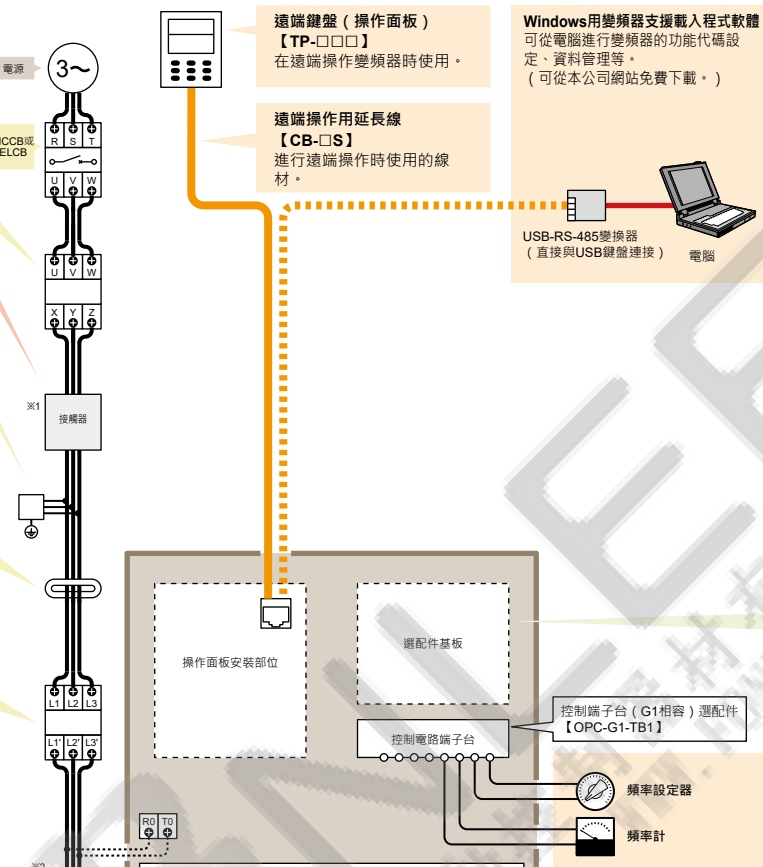 電源
3～
遠端鍵盤（操作面板）
【TP-□□□】
在遠端操作變頻器時使用。
Windows用變頻器支援載入程式軟體
可從電腦進行變頻器的功能代碼設
定、資料管理等。
（可從本公司網站免費下載。）
遠端操作用延長線
【CB-□S】
進行遠端操作時使用的線
材。
MCCB或
ELCB
R S T
U V W
USB-RS-485變換器
（直接與USB鍵盤連接）
電腦
U V W
X Y Z
※1
接觸器
操作面板安裝部位
選配件基板
L1 L2 L3
L1' L2' L3'
控制端子台（G1相容）選配件
【OPC-G1-TB1】
控制電路端子台
頻率設定器
頻率計
R0 T0
※2